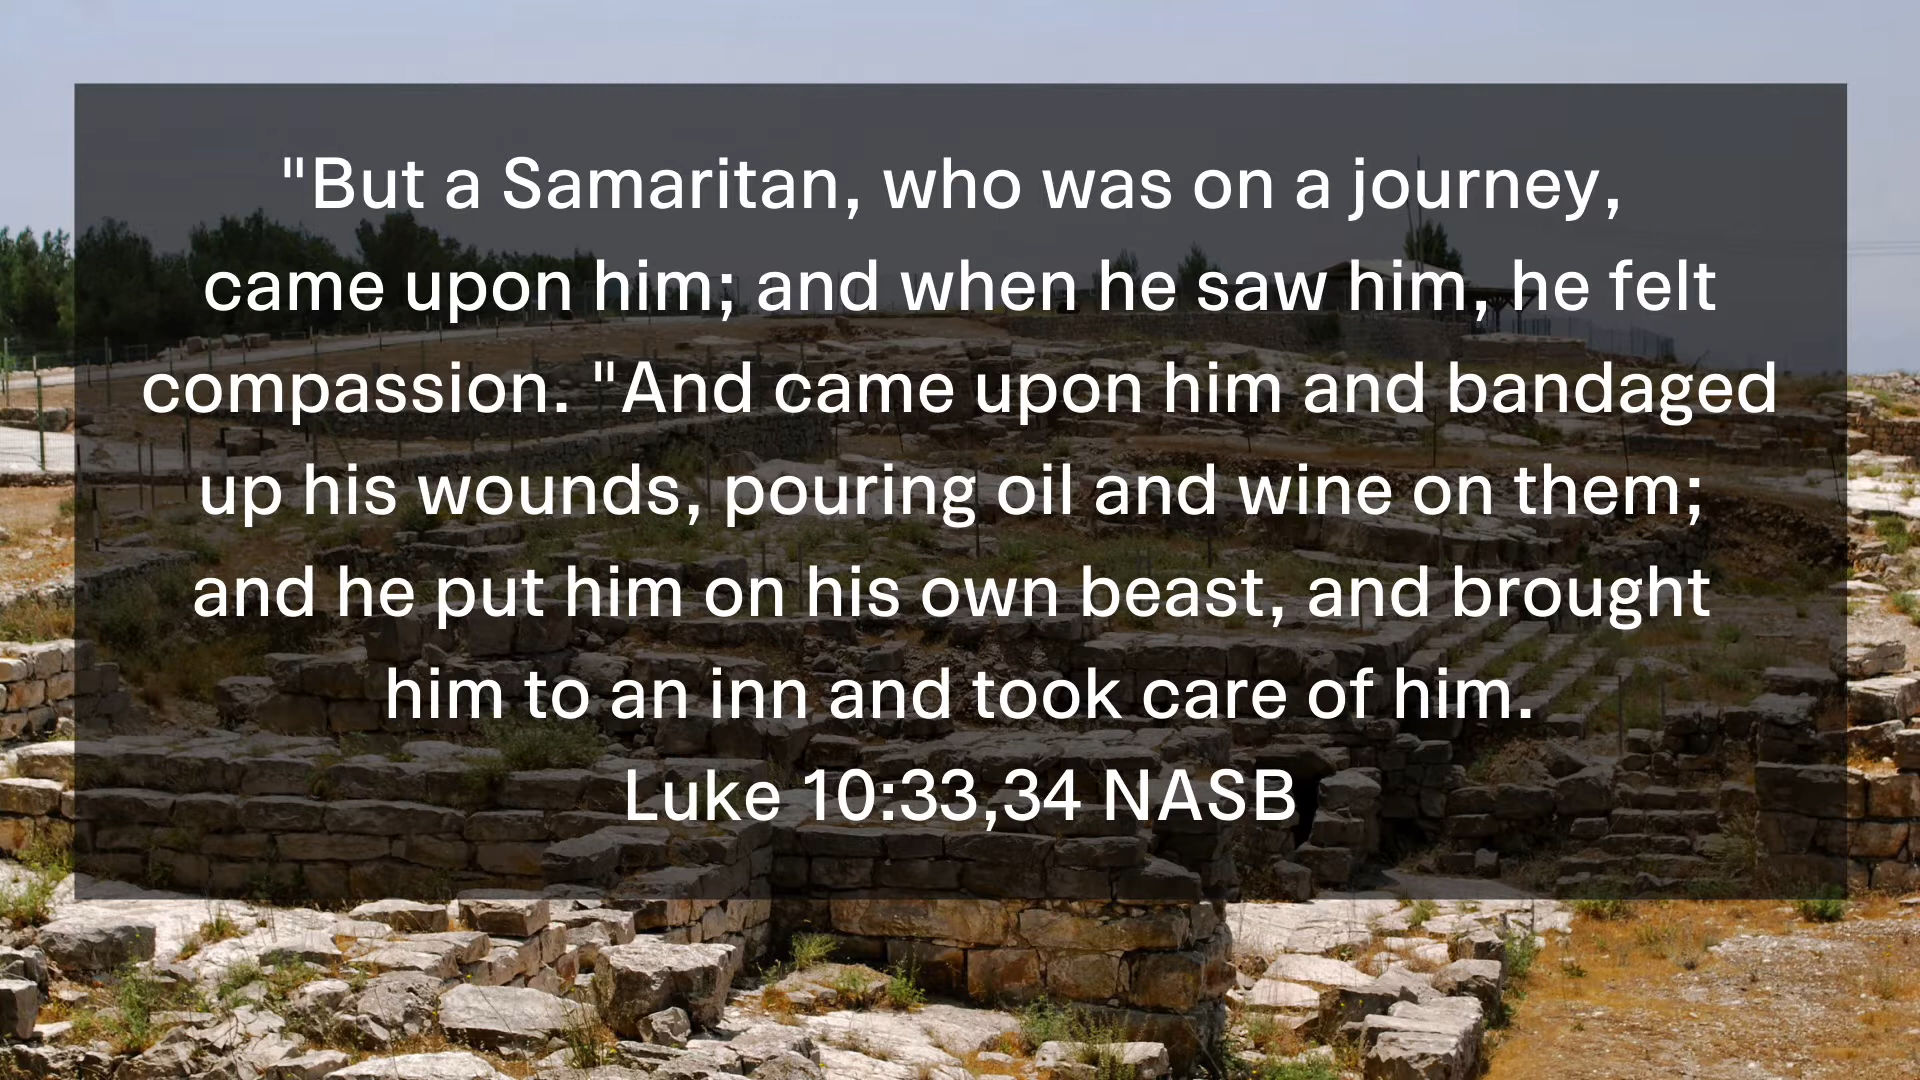 "But a Samaritan, who was on a journey,
came upon him; and when he saw him, he felt
compassion. "And came upon him and bandaged
up his wounds, pouring oil and wine on them;
and he put him on his own beast, and brought
him to an inn and took care of him.
Luke 10:33,34 NASB